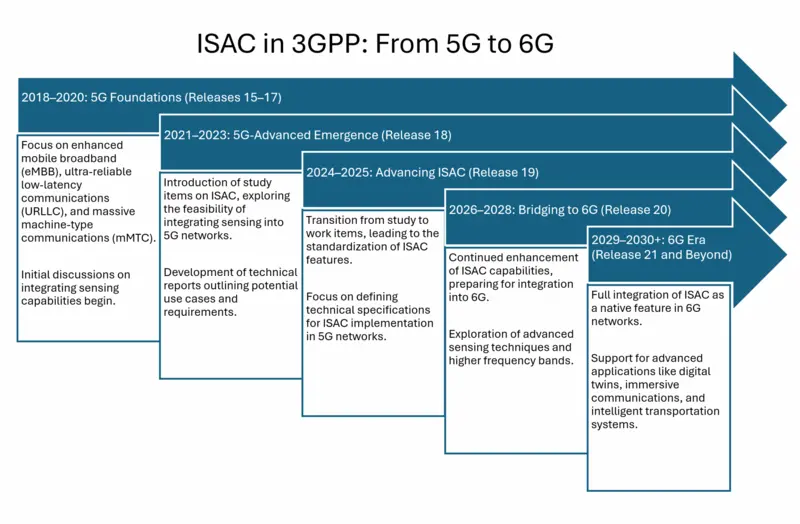 ISAC in 3GPP: From 5G to 6G
2018–2020: 5G Foundations (Releases 15–17)
Focus on enhanced
mobile broadband
(eMBB), ultra-reliable
low-latency
communications
(URLLC), and massive
machine-type
communications (mMTC).
Initial discussions on
integrating sensing
capabilities begin.
2021–2023: 5G-Advanced Emergence (Release 18)
Introduction of study
items on ISAC, exploring
the feasibility of
integrating sensing into
5G networks.
Development of technical
reports outlining potential
use cases and
requirements.
2024–2025: Advancing ISAC (Release 19)
Transition from study to
work items, leading to the
standardization of ISAC
features.
Focus on defining
technical specifications
for ISAC implementation
in 5G networks.
2026–2028: Bridging to 6G (Release 20)
Continued enhancement
of ISAC capabilities,
preparing for integration
into 6G.
Exploration of advanced
sensing techniques and
higher frequency bands.
2029–2030+: 6G Era
(Release 21 and Beyond)
Full integration of ISAC as
a native feature in 6G
networks.
Support for advanced
applications like digital
twins, immersive
communications, and
intelligent transportation
systems.